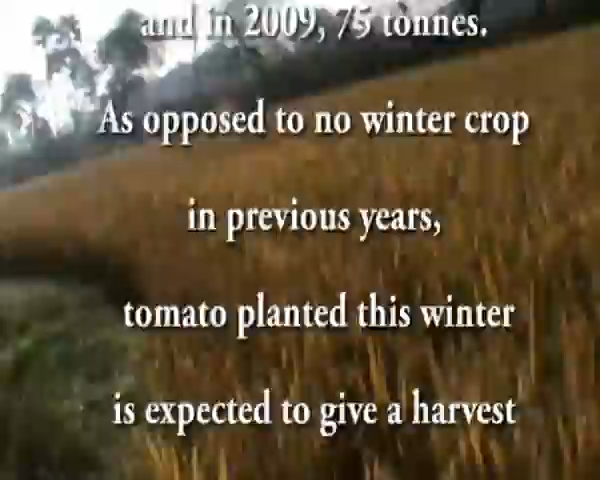 and in 2009, 75 tonnes.
As opposed to no winter crop
in previous years,
tomato planted this winter
is expected to give a harvest